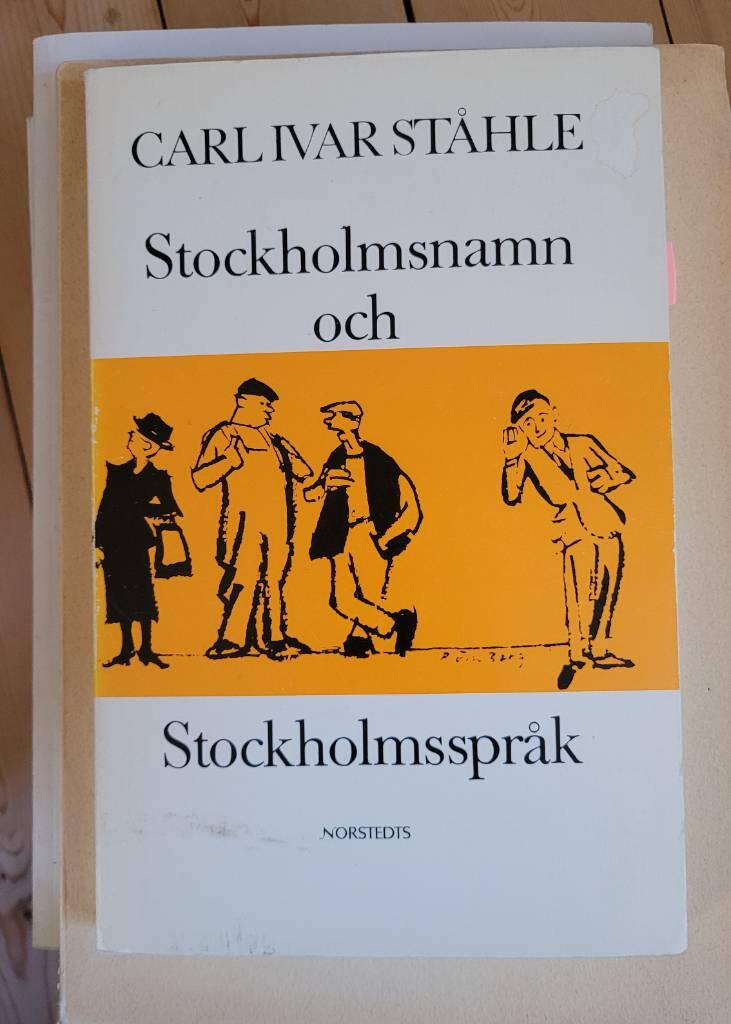 CARL IVAR STÅHLE
Stockholmsnamn
och
Stockholmsspråk
NORSTEDTS